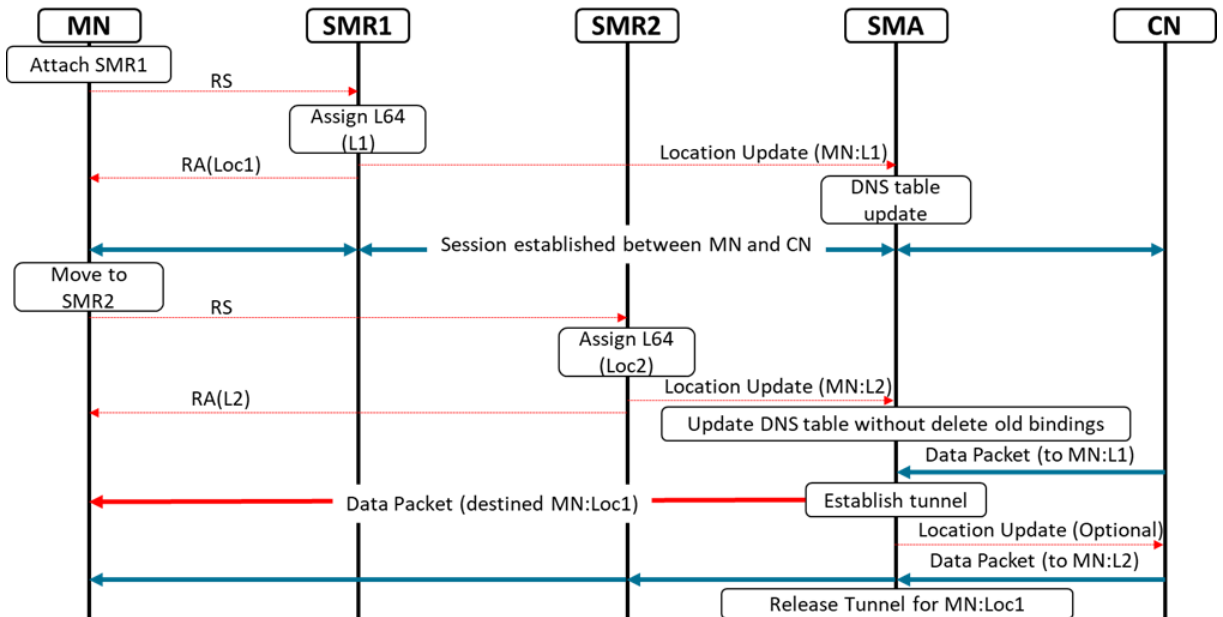 MN
SMR1
SMR2
SMA
CN
Attach SMR1
RS
Assign L64
(L1)
Location Update (MN:L1)
RA(Loc1)
DNS table
update
Session established between MN and CN
Move to
SMR2
RS
Assign L64
(Loc2)
Location Update (MN:L2)
RA(L2)
Update DNS table without delete old bindings
Data Packet (to MN:L1)
Data Packet (destined MN:Loc1)
Establish tunnel
Location Update (Optional)
Data Packet (to MN:L2)
Release Tunnel for MN:Loc1